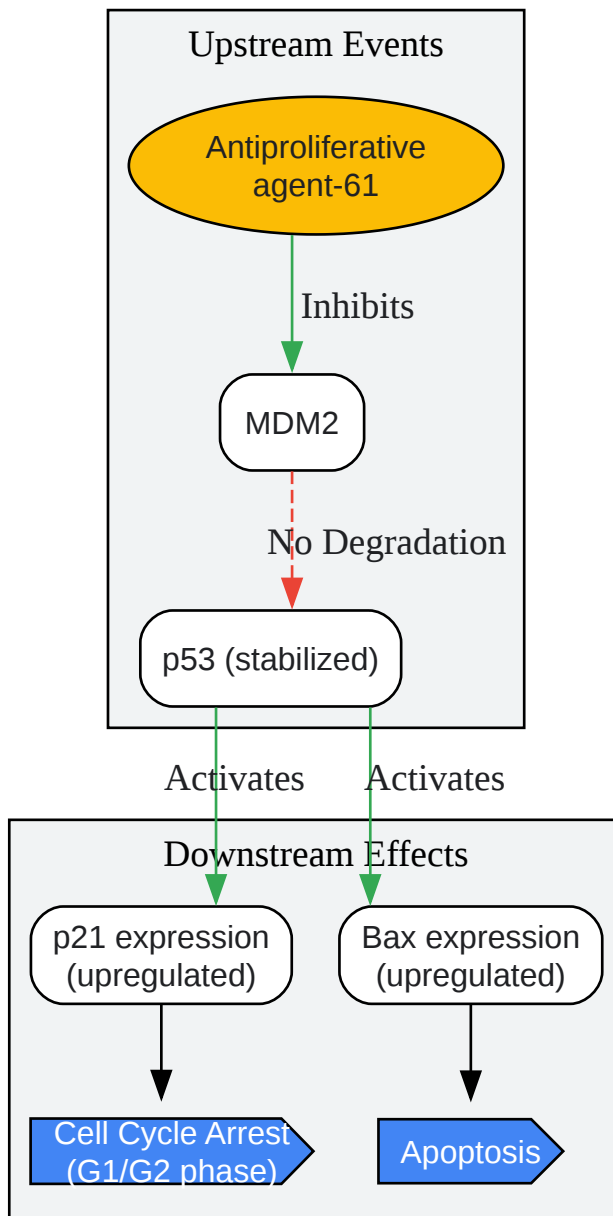 Upstream Events
Antiproliferative
agent-61
Inhibits
MDM2
No Degradation
p53 (stabilized)
Activates
Activates
Downstream Effects
p21 expression
(upregulated)
Bax expression
(upregulated)
Cell Cycle Arrest
(G1/G2 phase)
Apoptosis